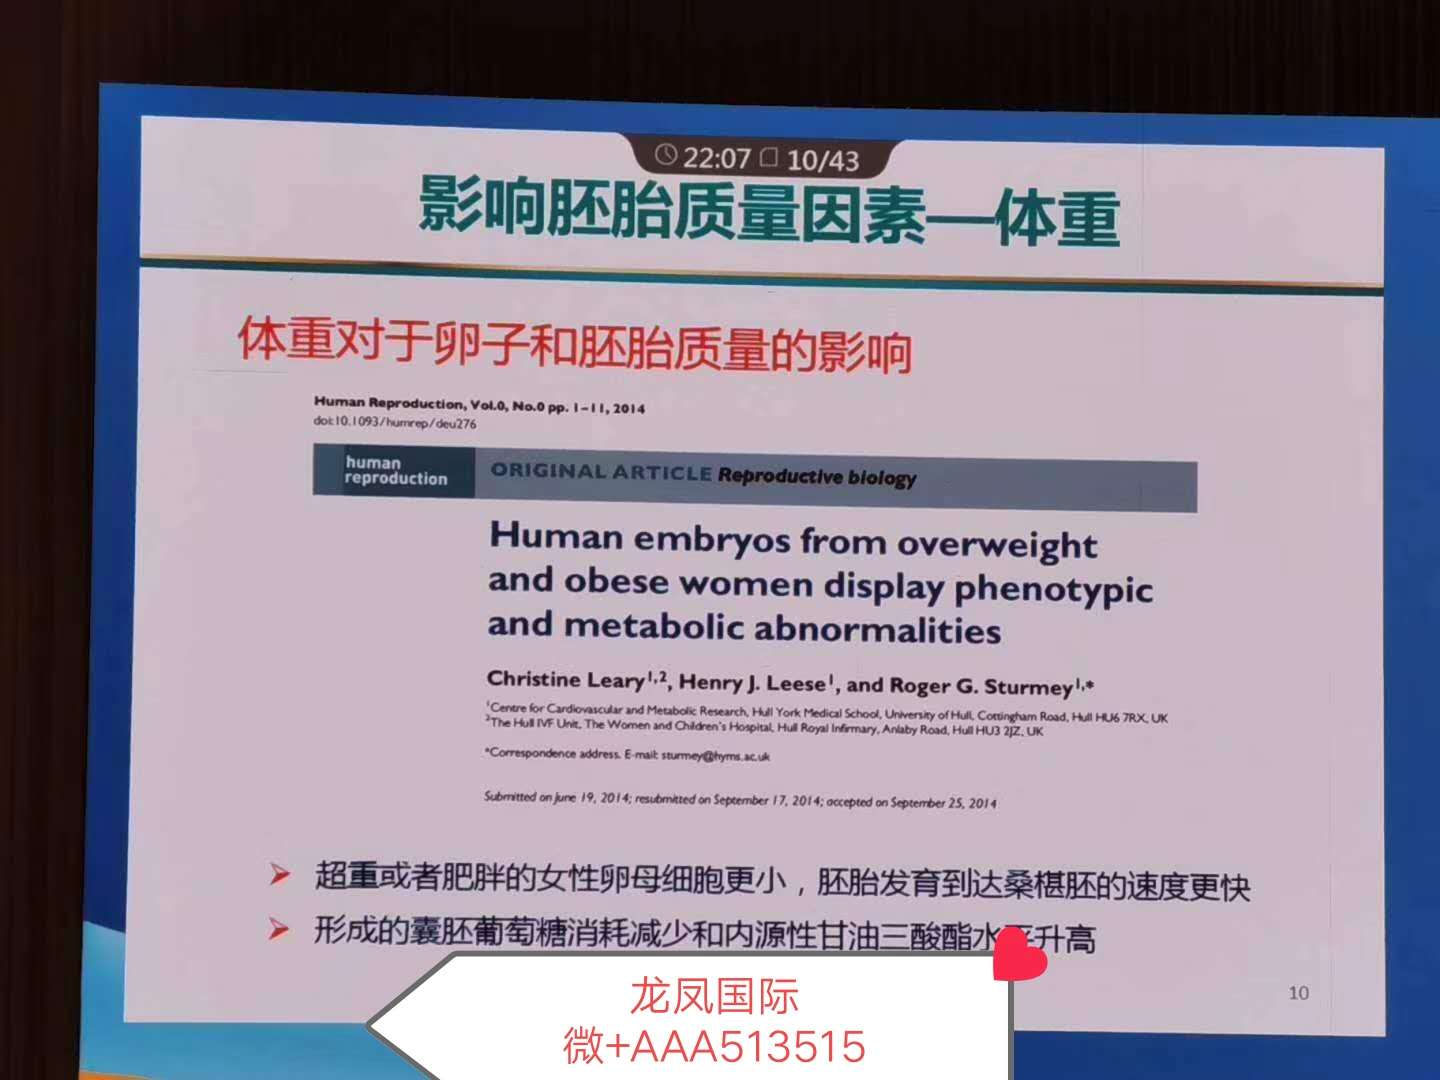 22:07 10/43
影响胚胎质量因素—体重
体重对于卵子和胚胎质量的影响
Human Reproduction, Vol.0, No.0 pp. 1–11, 2014
doi:10.1093/humrep/deu276
human
reproduction
ORIGINAL ARTICLE Reproductive biology
Human embryos from overweight
and obese women display phenotypic
and metabolic abnormalities
Christine Leary1,2, Henry J. Leese1, and Roger G. Sturmey1,*
1Centre for Cardiovascular and Metabolic Research, Hull York Medical School, University of Hull, Cottingham Road, Hull HU6 7RX, UK
2The Hull IVF Unit, The Women and Children's Hospital, Hull Royal Infirmary, Anlaby Road, Hull HU3 2JZ, UK
*Correspondence address. E-mail: sturmey@hyms.ac.uk
Submitted on June 19, 2014; resubmitted on September 17, 2014; accepted on September 25, 2014
超重或者肥胖的女性卵母细胞更小，胚胎发育到达桑椹胚的速度更快
形成的囊胚葡萄糖消耗减少和内源性甘油三酸酯水平升高
10
龙凤国际
微+AAA513515